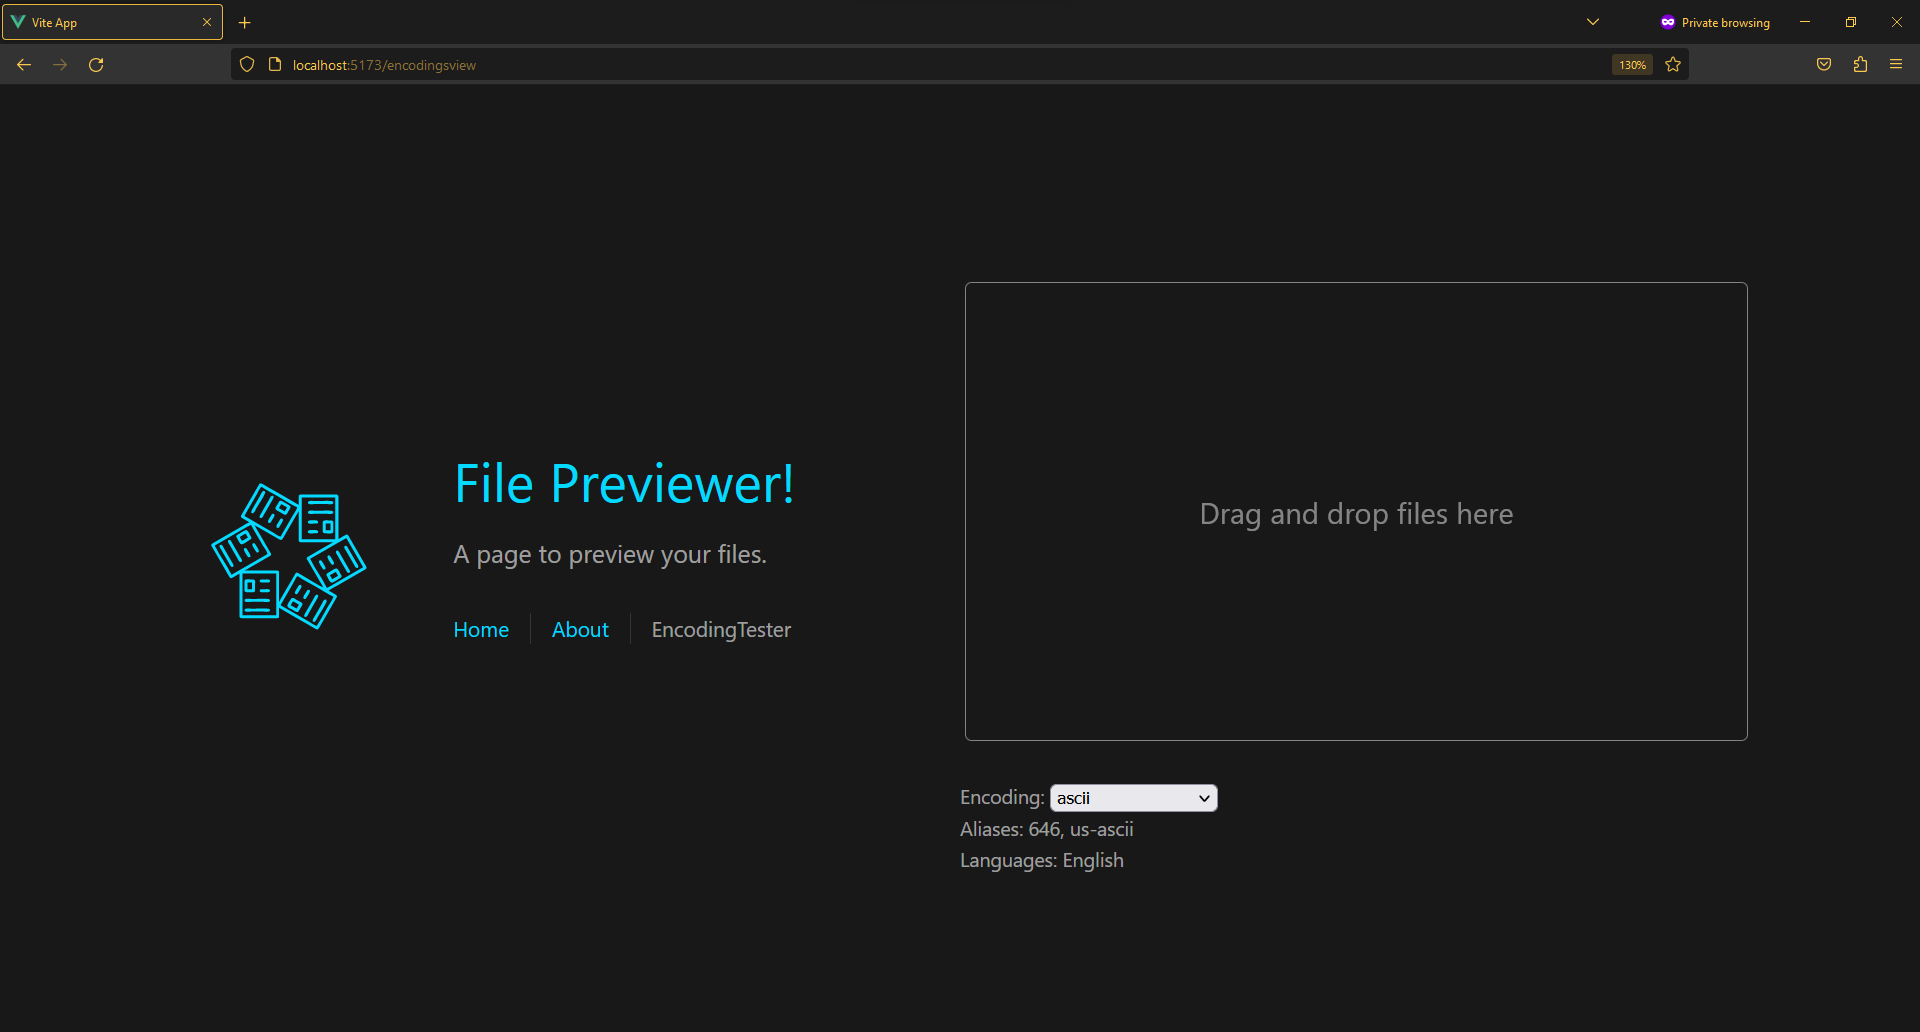 Vite App
Private browsing
localhost:5173/encodingsview
130%
File Previewer!
A page to preview your files.
Home
About
EncodingTester
Drag and drop files here
Encoding: ascii
Aliases: 646, us-ascii
Languages: English